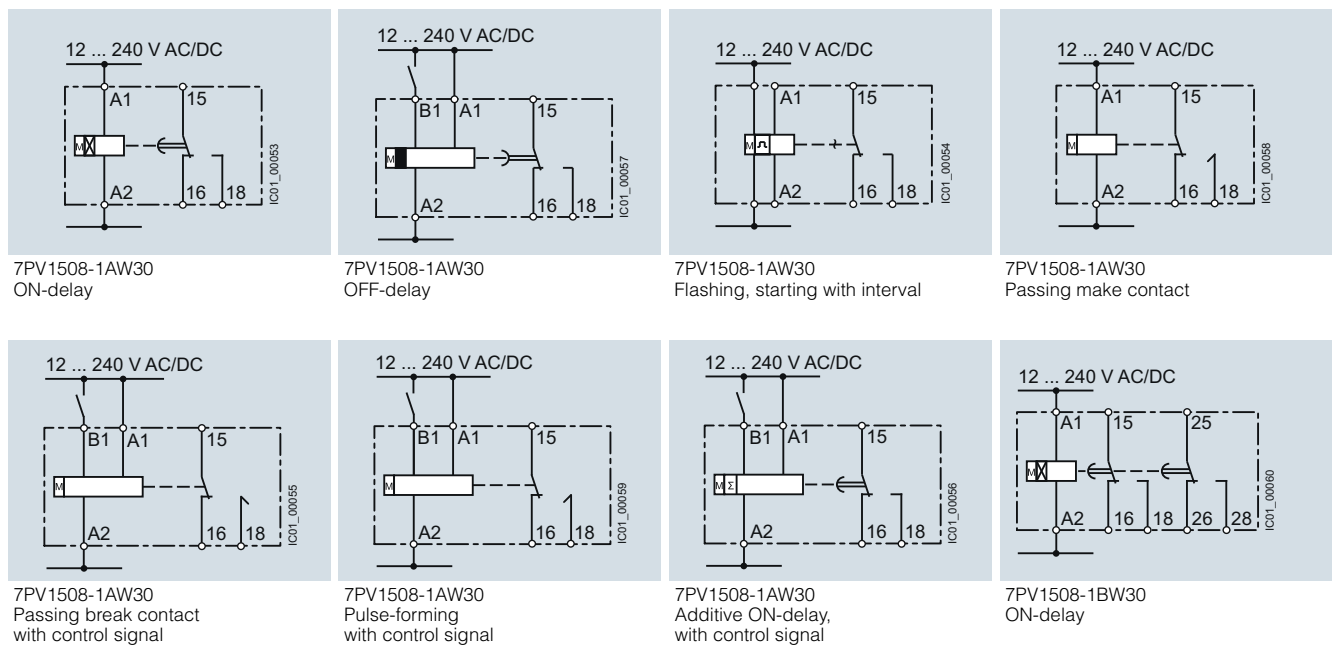 12 ... 240 V AC/DC
A1
15
M
A2
16
18
IC01_00053
7PV1508-1AW30
ON-delay
12 ... 240 V AC/DC
B1
A1
15
M
A2
16
18
IC01_00057
7PV1508-1AW30
OFF-delay
12 ... 240 V AC/DC
A1
15
M
A2
16
18
IC01_00054
7PV1508-1AW30
Flashing, starting with interval
12 ... 240 V AC/DC
A1
15
M
A2
16
18
IC01_00058
7PV1508-1AW30
Passing make contact
12 ... 240 V AC/DC
B1
A1
15
M
A2
16
18
IC01_00055
7PV1508-1AW30
Passing break contact
with control signal
12 ... 240 V AC/DC
B1
A1
15
M
A2
16
18
IC01_00059
7PV1508-1AW30
Pulse-forming
with control signal
12 ... 240 V AC/DC
B1
A1
15
M Σ
A2
16
18
IC01_00056
7PV1508-1AW30
Additive ON-delay,
with control signal
12 ... 240 V AC/DC
A1
15
25
M
A2
16
18
26
28
IC01_00060
7PV1508-1BW30
ON-delay